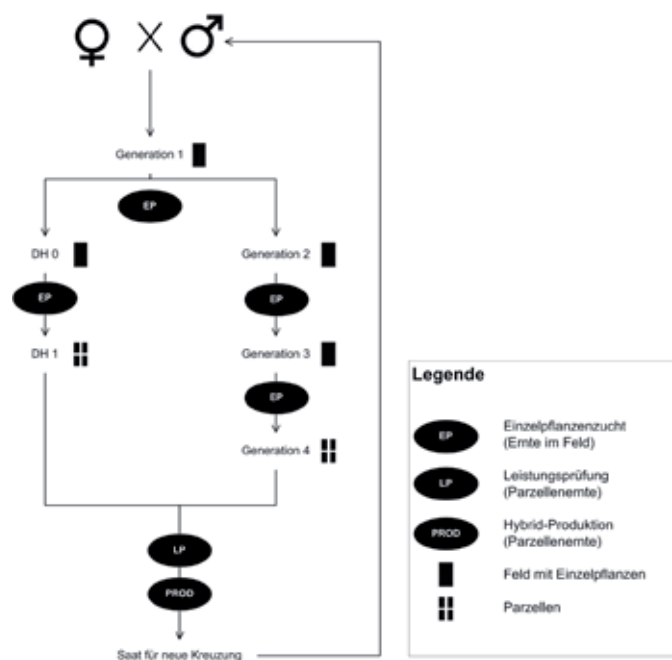 Generation 1
EP
DH 0
Generation 2
EP
EP
DH 1
Generation 3
EP
Generation 4
LP
PROD
Saat für neue Kreuzung
Legende
EP
Einzelpflanzenzucht
(Ernte im Feld)
LP
Leistungsprüfung
(Parzellenernte)
PROD
Hybrid-Produktion
(Parzellenernte)
Feld mit Einzelpflanzen
Parzellen